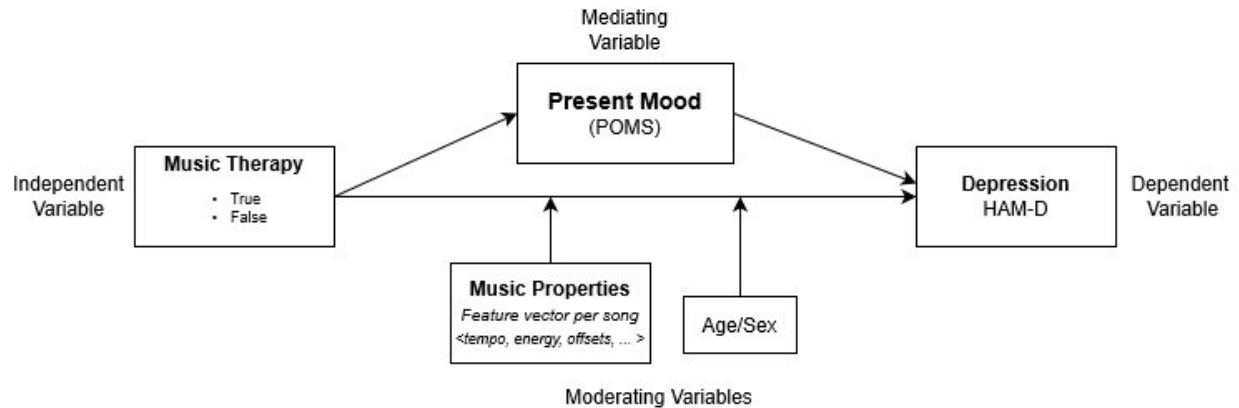 Mediating
Variable
Present Mood
(POMS)
Independent
Variable
Music Therapy
• True
• False
Depression
HAM-D
Dependent
Variable
Music Properties
Feature vector per song
<tempo, energy, offsets, ... >
Age/Sex
Moderating Variables